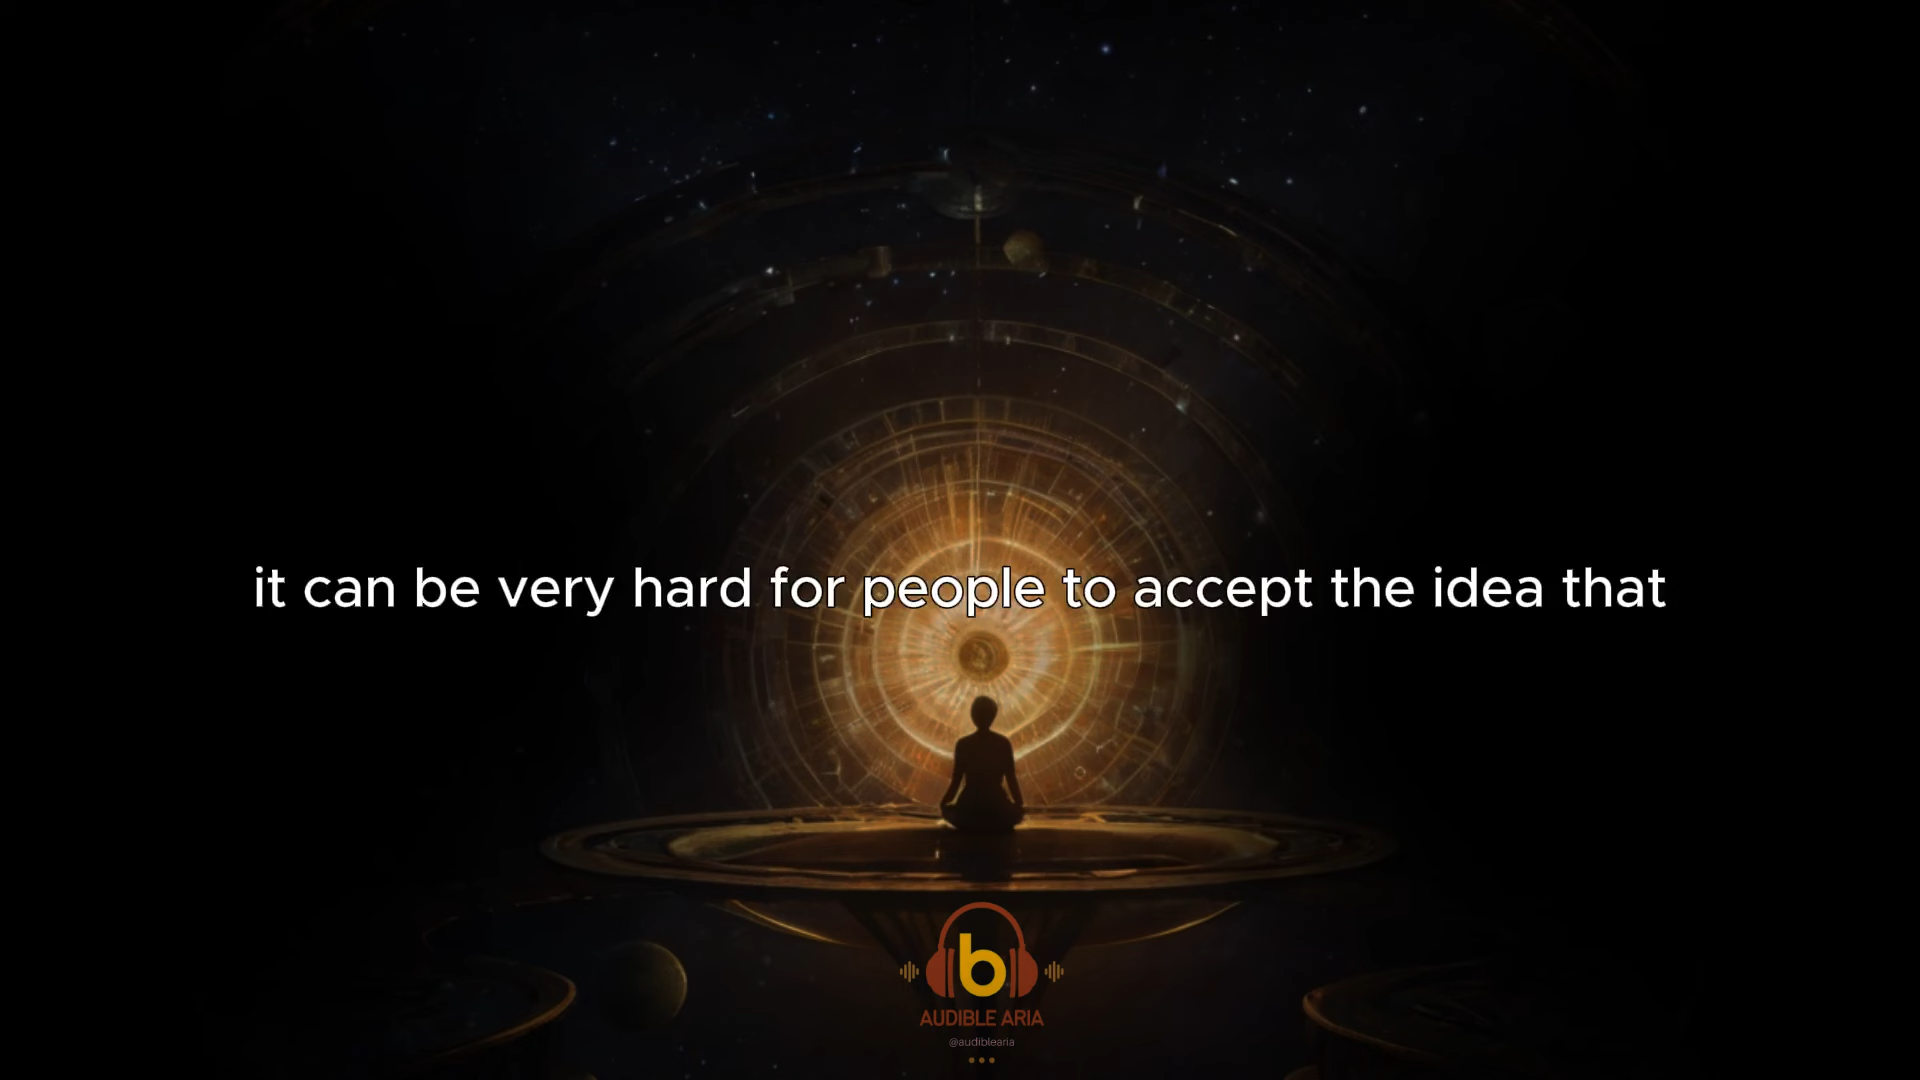 it can be very hard for people to accept the idea that
b
AUDIBLE ARIA
@audiblearia